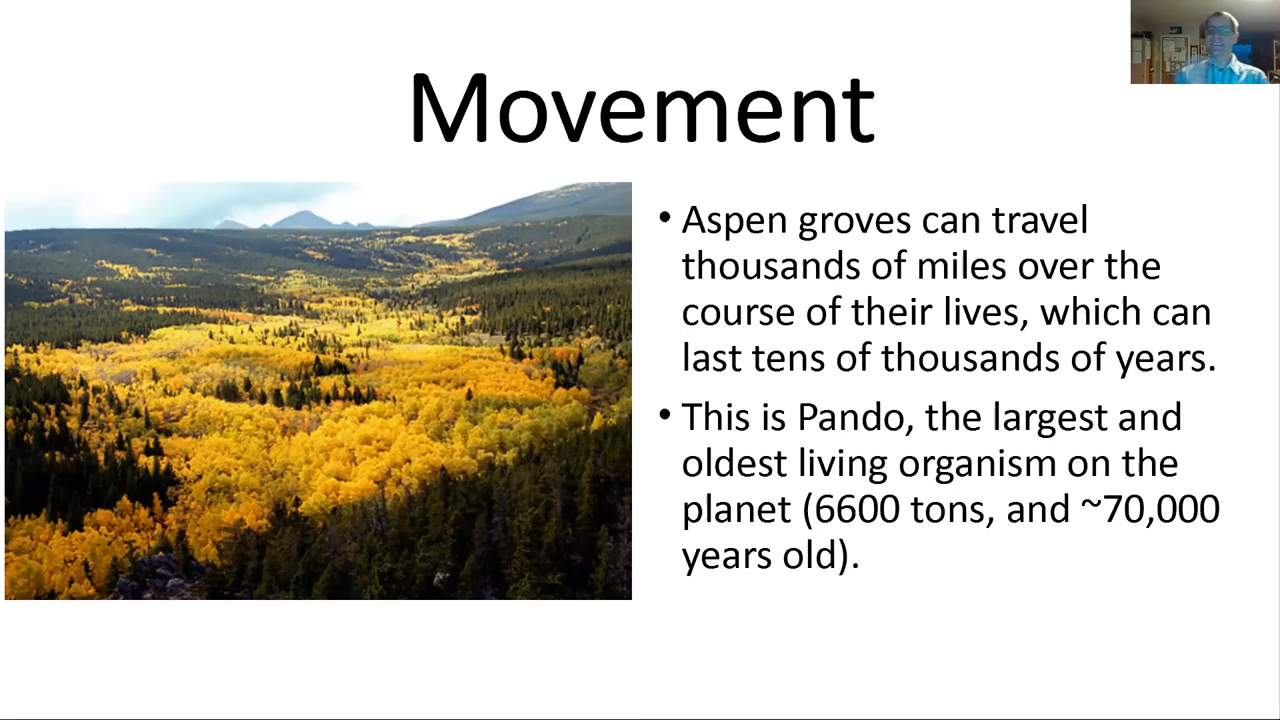 Movement
• Aspen groves can travel
thousands of miles over the
course of their lives, which can
last tens of thousands of years.
• This is Pando, the largest and
oldest living organism on the
planet (6600 tons, and ~70,000
years old).